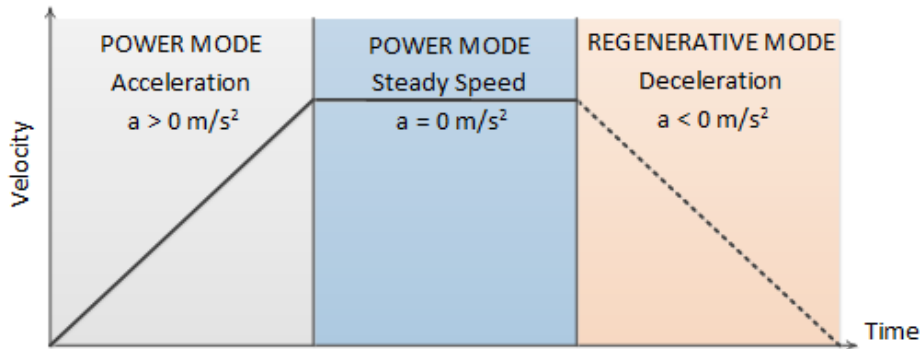 POWER MODE
Acceleration
a > 0 m/s²
POWER MODE
Steady Speed
a = 0 m/s²
REGENERATIVE MODE
Deceleration
a < 0 m/s²
Velocity
Time